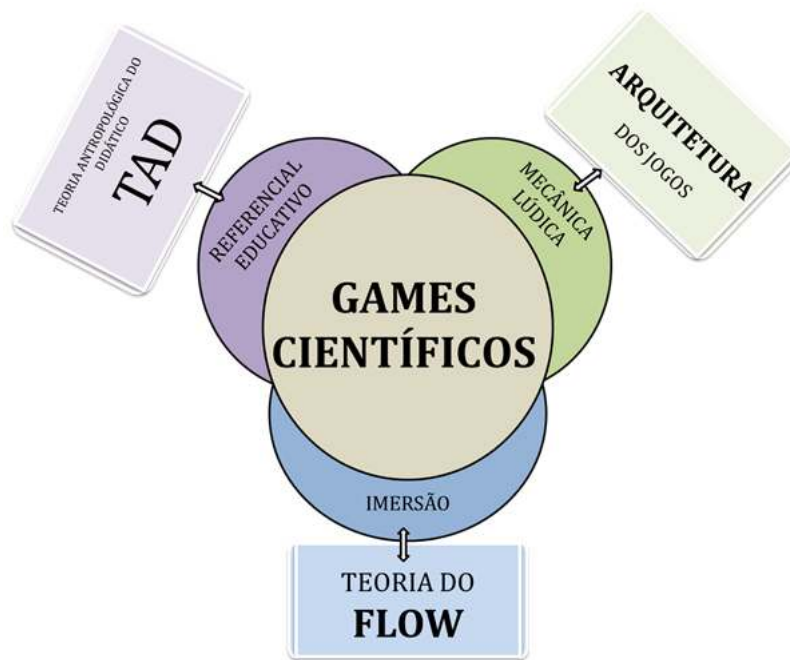 TEORIA ANTROPOLÓGICA DO
DIDÁTICO
TAD
REFERENCIAL
EDUCATIVO
ARQUITETURA
DOS JOGOS
MECÂNICA
LÚDICA
GAMES
CIENTÍFICOS
IMERSÃO
TEORIA DO
FLOW